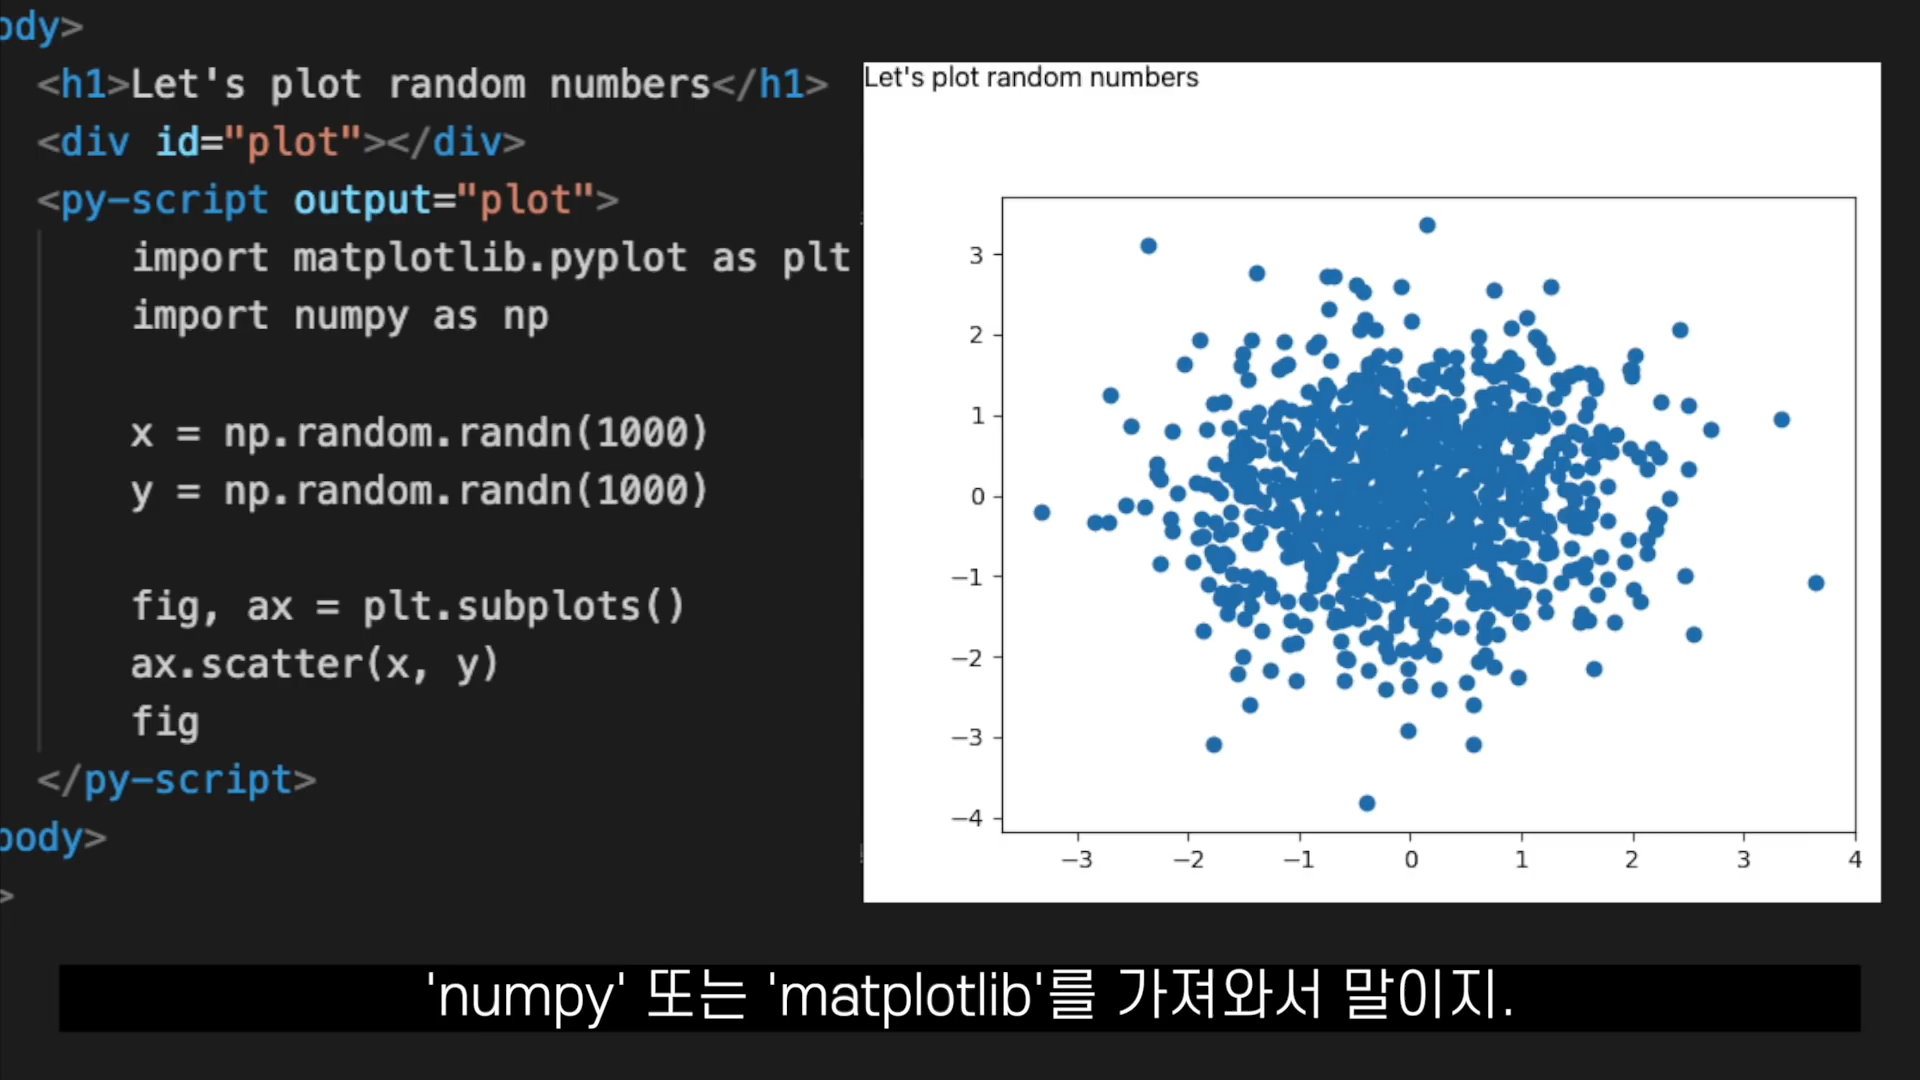 ody>
<h1>Let's plot random numbers</h1>
<div id="plot"></div>
<py-script output="plot">
import matplotlib.pyplot as plt
import numpy as np
x = np.random.randn(1000)
y = np.random.randn(1000)
fig, ax = plt.subplots()
ax.scatter(x, y)
fig
</py-script>
body>
>
Let's plot random numbers
3
2
1
0
−1
−2
−3
−4
−3 −2 −1 0 1 2 3 4
'numpy' 또는 'matplotlib'를 가져와서 말이지.